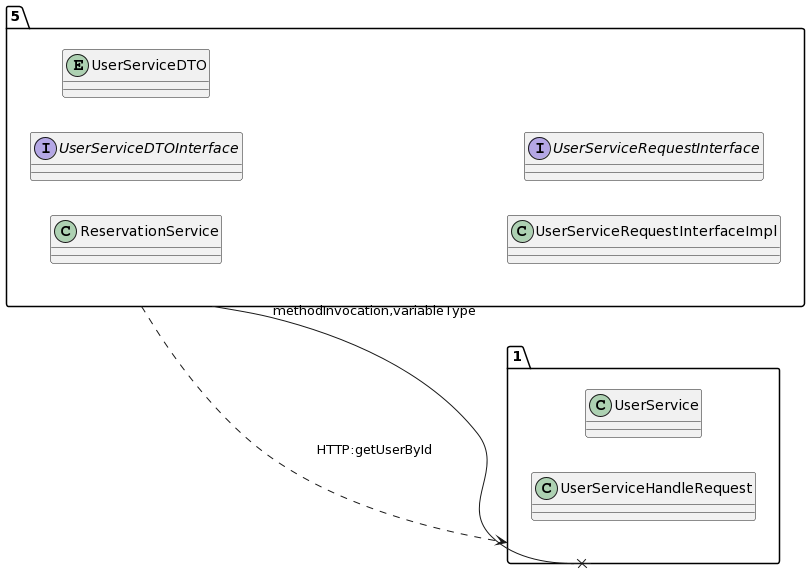 5
E UserServiceDTO
I UserServiceDTOInterface
I UserServiceRequestInterface
C ReservationService
C UserServiceRequestInterfaceImpl
methodInvocation,variableType
1
C UserService
HTTP:getUserById
C UserServiceHandleRequest